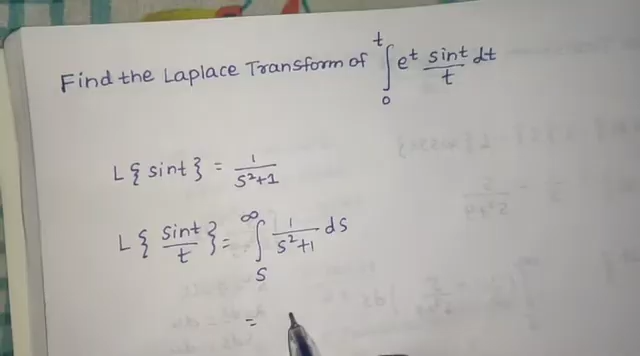 Find the Laplace Transform of ∫₀ᵗ eᵗ sint/t dt
L{sint} = 1/(S²+1)
L{sint/t} = ∫ₛ^∞ 1/(S²+1) ds
=